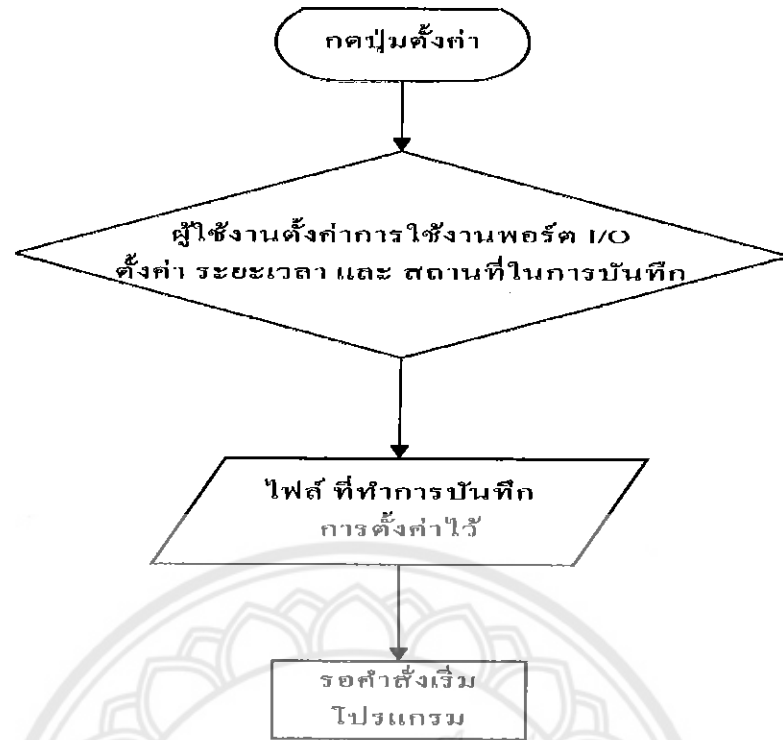 กดปุ่มตั้งค่า
ผู้ใช้งานตั้งค่าการใช้งานพอร์ต I/O
ตั้งค่า ระยะเวลา และ สถานที่ในการบันทึก
ไฟล์ ที่ทำการบันทึก
การตั้งค่าไว้
รอคำสั่งเริ่ม
โปรแกรม